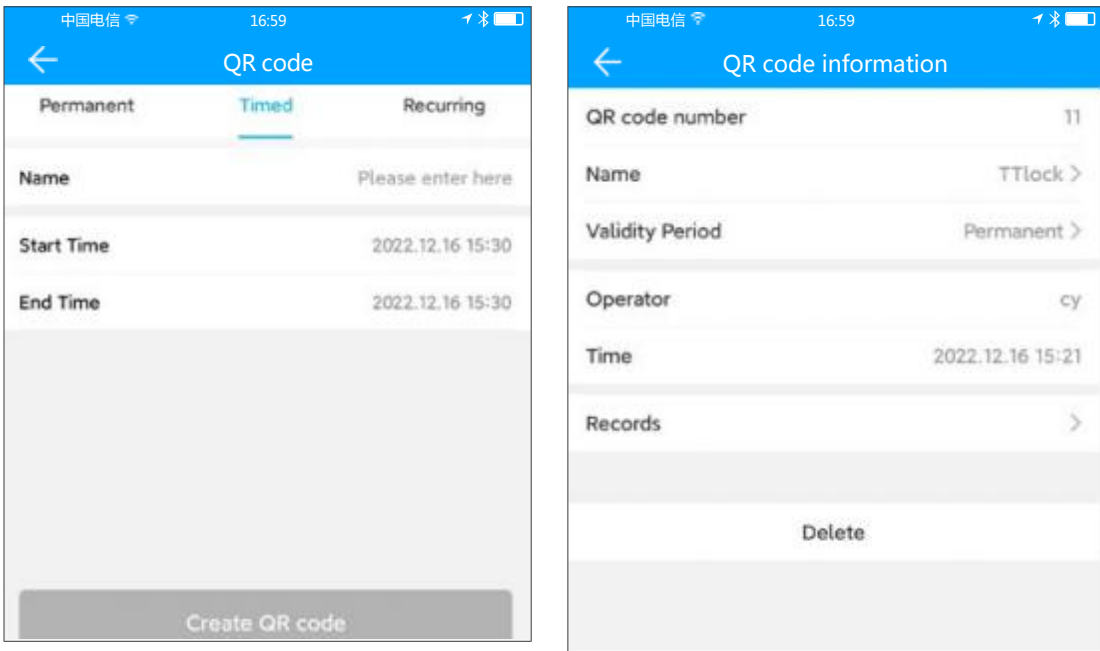 中国电信 16:59
QR code
Permanent Timed Recurring
Name Please enter here
Start Time 2022.12.16 15:30
End Time 2022.12.16 15:30
Create QR code
中国电信 16:59
QR code information
QR code number 11
Name TTlock >
Validity Period Permanent >
Operator cy
Time 2022.12.16 15:21
Records >
Delete